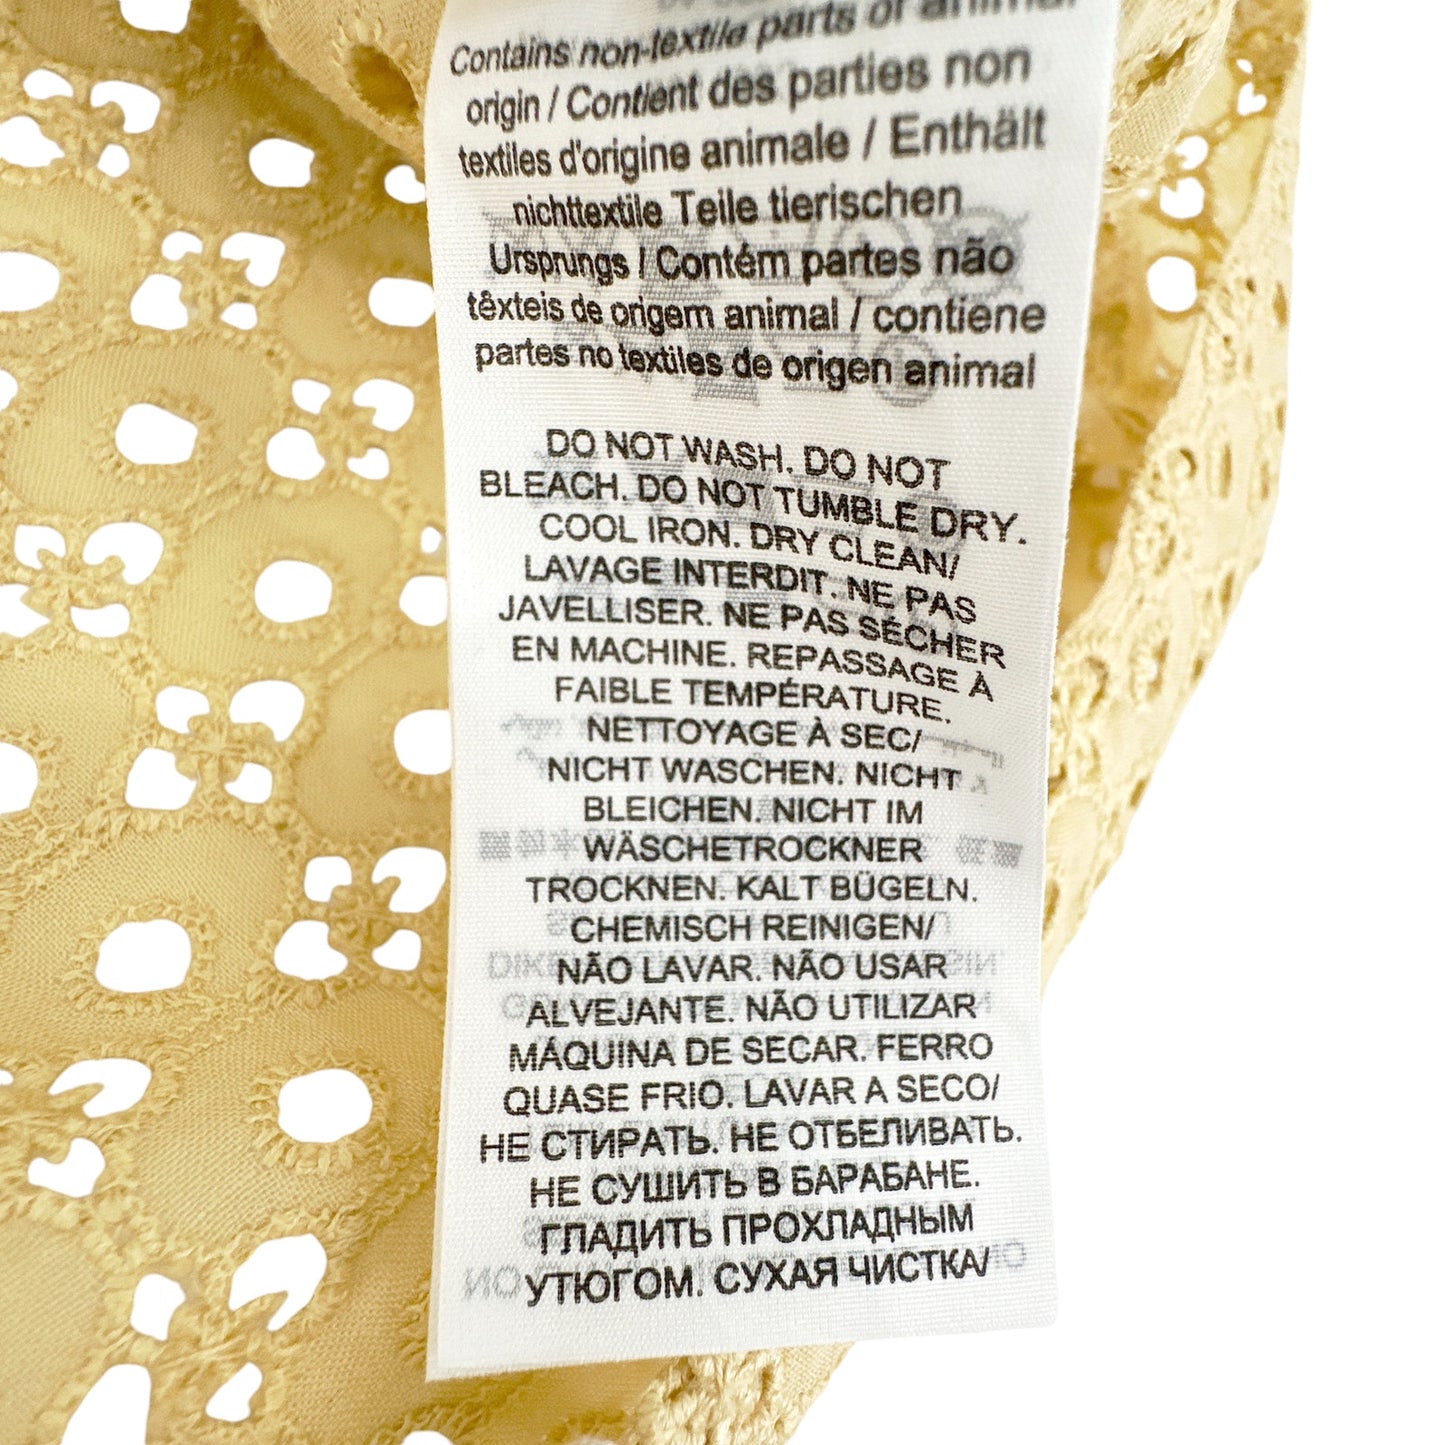 Contains non-textile parts of animal
origin / Contient des parties non
textiles d'origine animale / Enthält
nichttextile Teile tierischen
Ursprungs / Contém partes não
têxteis de origem animal / contiene
partes no textiles de origen animal
DO NOT WASH. DO NOT
BLEACH. DO NOT TUMBLE DRY.
COOL IRON. DRY CLEAN/
LAVAGE INTERDIT. NE PAS
JAVELLISER. NE PAS SÉCHER
EN MACHINE. REPASSAGE À
FAIBLE TEMPÉRATURE.
NETTOYAGE À SEC/
NICHT WASCHEN. NICHT
BLEICHEN. NICHT IM
WÄSCHETROCKNER
TROCKNEN. KALT BÜGELN.
CHEMISCH REINIGEN/
NÃO LAVAR. NÃO USAR
ALVEJANTE. NÃO UTILIZAR
MÁQUINA DE SECAR. FERRO
QUASE FRIO. LAVAR A SECO/
НЕ СТИРАТЬ. НЕ ОТБЕЛИВАТЬ.
НЕ СУШИТЬ В БАРАБАНЕ.
ГЛАДИТЬ ПРОХЛАДНЫМ
УТЮГОМ. СУХАЯ ЧИСТКА/